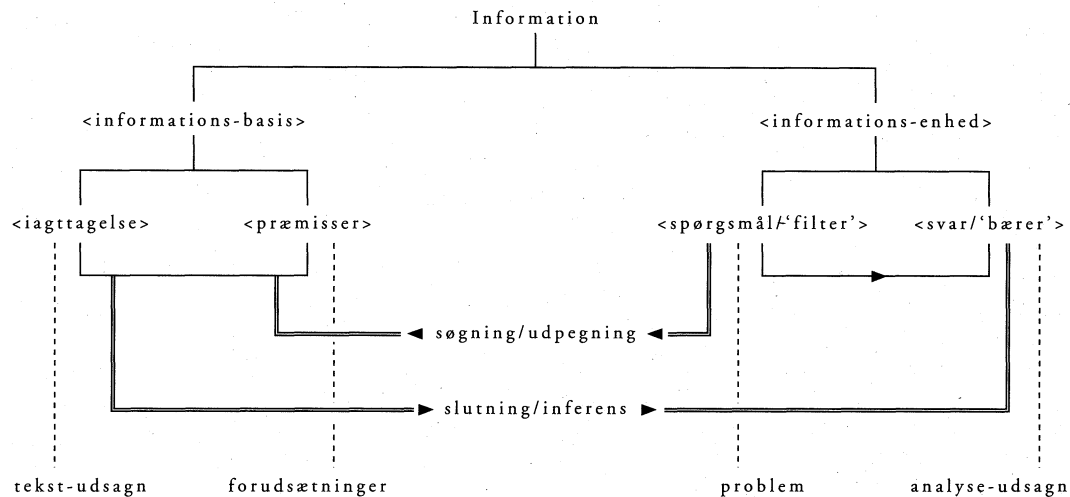 Information
<informations-basis> <informations-enhed>
<iagttagelse> <præmisser> <spørgsmål/-‘filter’> <svar/‘bærer’>
søgning/udpegning
slutning/inferens
tekst-udsagn forudsætninger problem analyse-udsagn